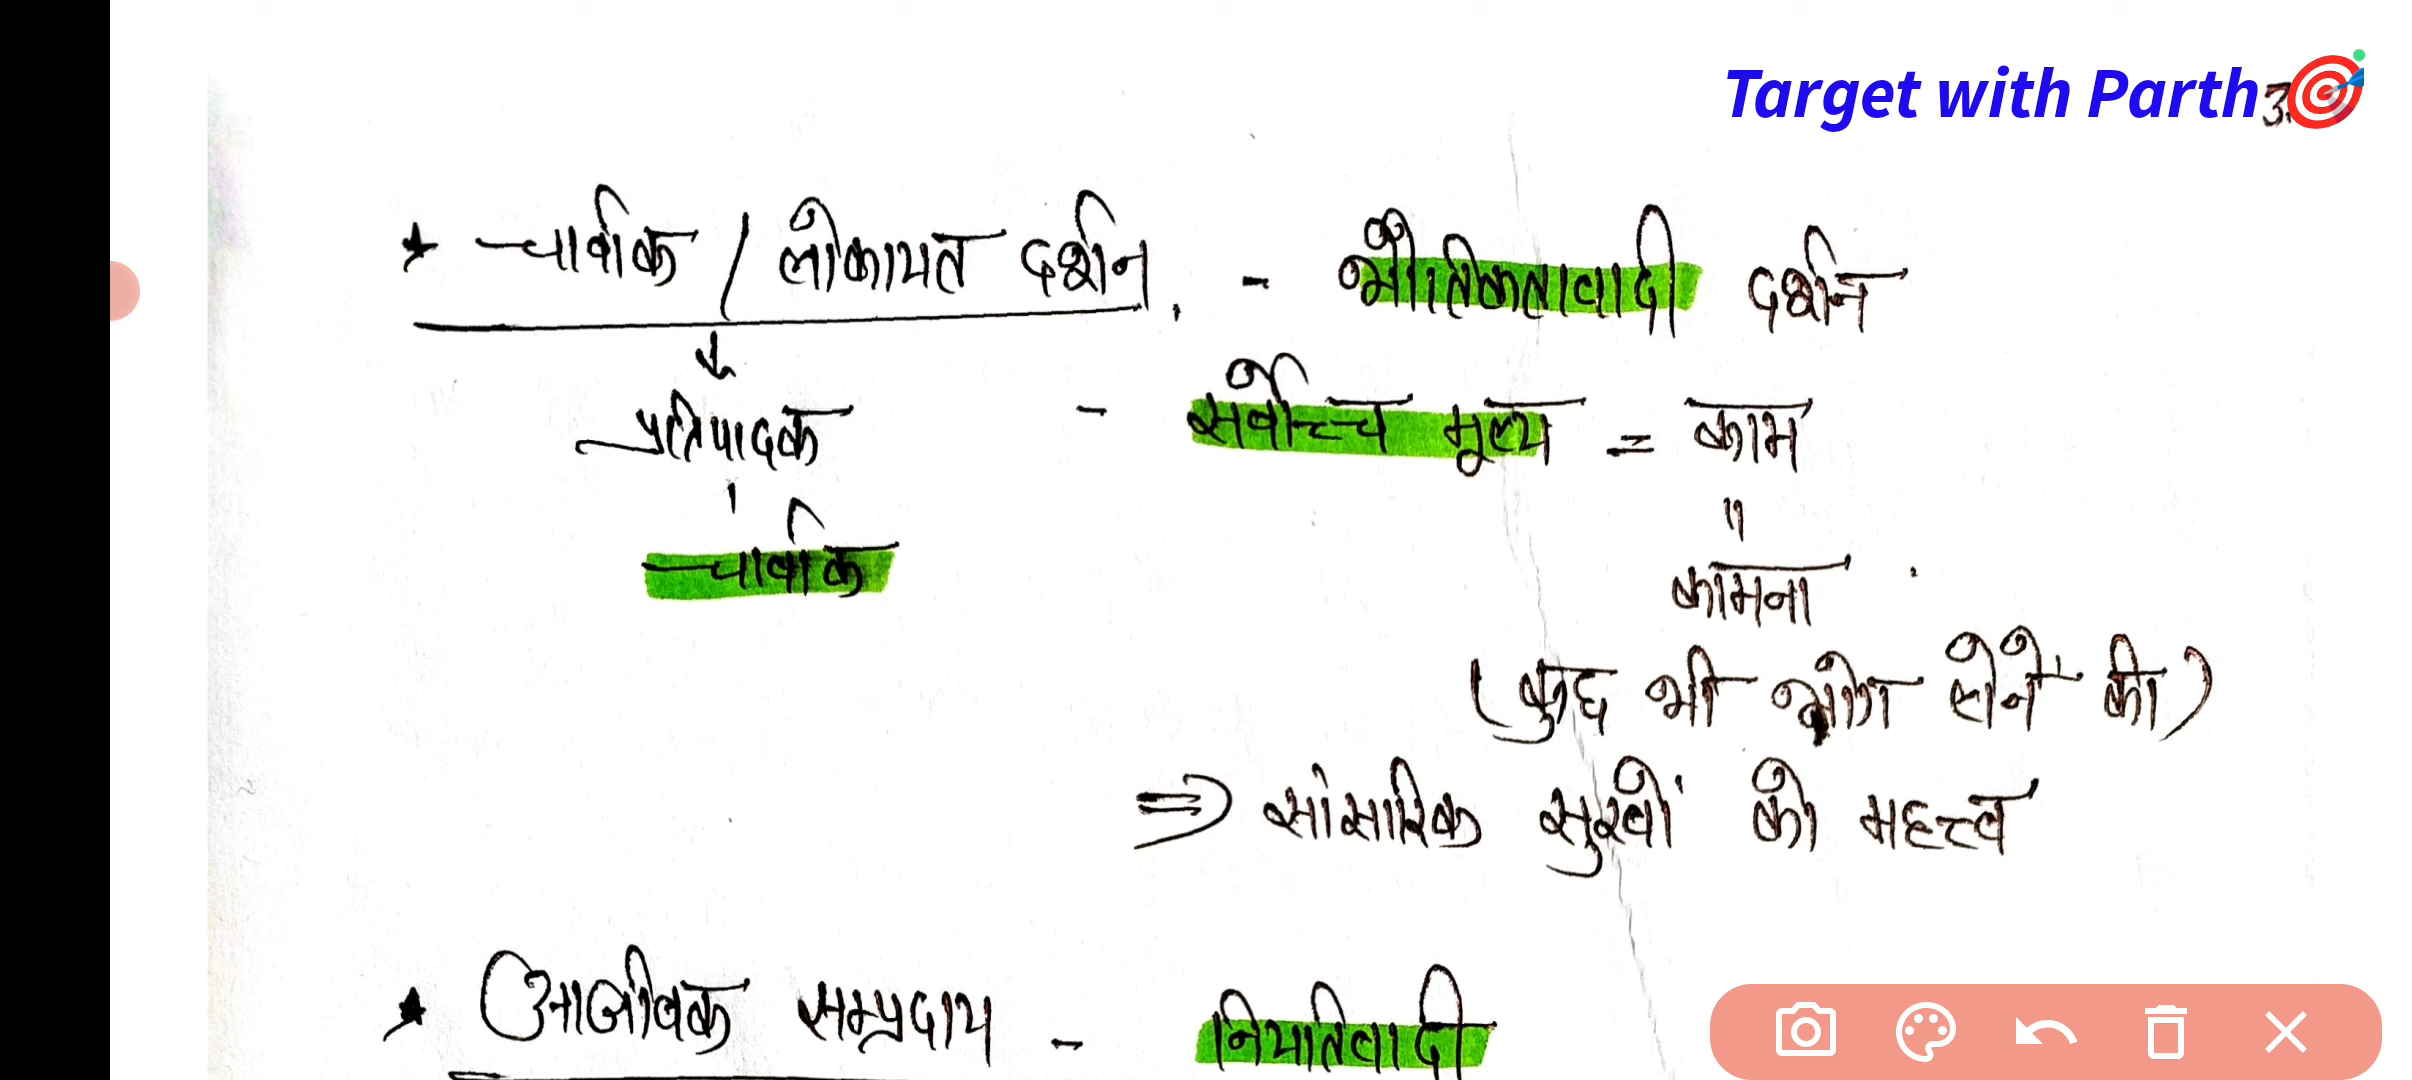 Target with Parth
3.
★ चार्वाक / लोकायत दर्शन. - भौतिकतावादी दर्शन
↓
प्रतिपादक - सर्वोच्च मूल्य = काम
।
चार्वाक
"
कामना
(कुछ भी भोग लेने की)
⇒ सांसारिक सुखों को महत्त्व
★ आजीवक सम्प्रदाय - नियतिवादी